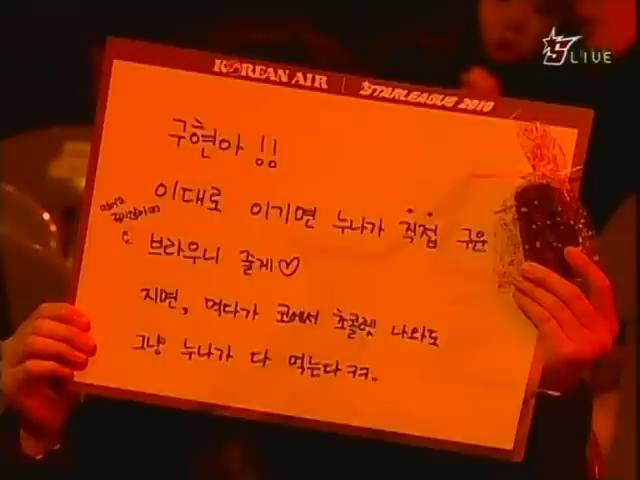 LIVE
KOREAN AIR STARLEAGUE 2010
구현아 !!
이대로 이기면 누나가 직접 구운
브라우니 줄게♡
지면, 먹다가 코에서 초콜렛 나와도
그냥 누나가 다 먹는다 ㅋㅋ.